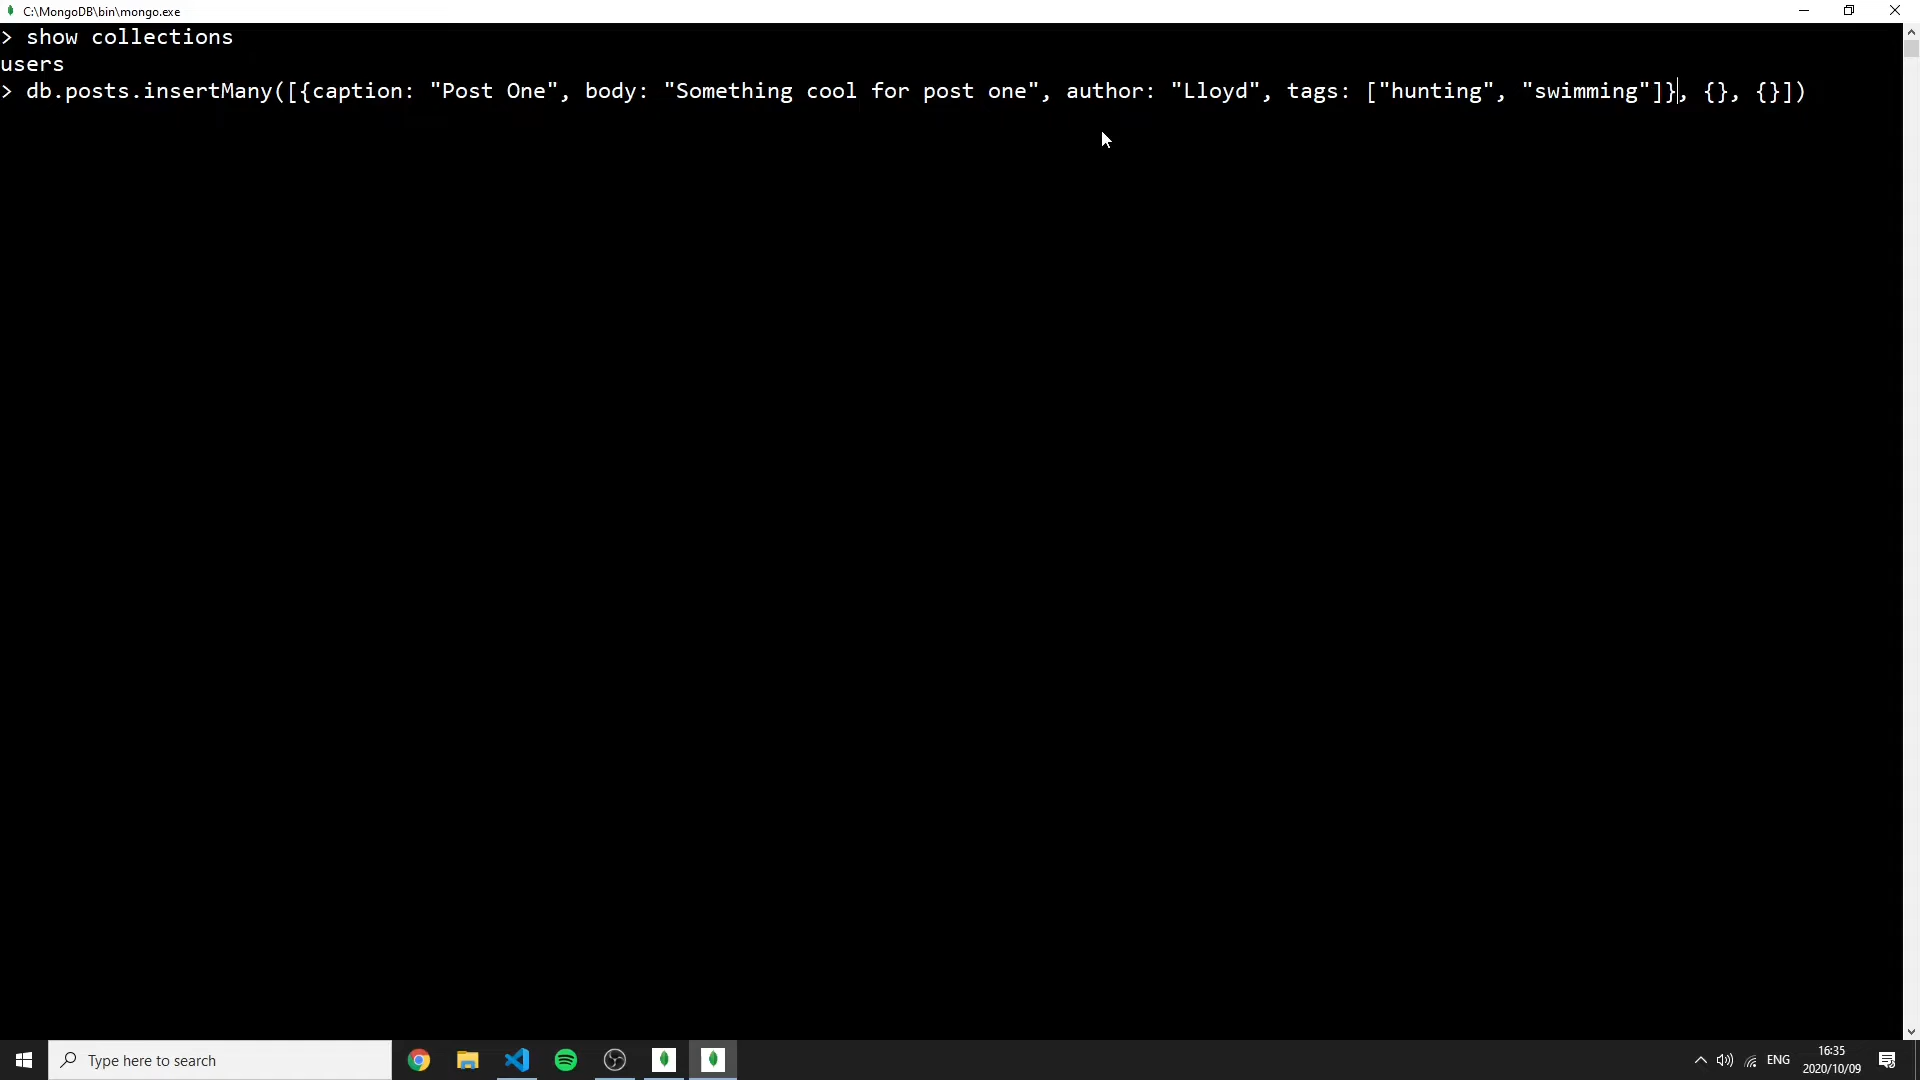 C:\MongoDB\bin\mongo.exe
> show collections
users
> db.posts.insertMany([{caption: "Post One", body: "Something cool for post one", author: "Lloyd", tags: ["hunting", "swimming"]}, {}, {}])
Type here to search
ENG
16:35
2020/10/09